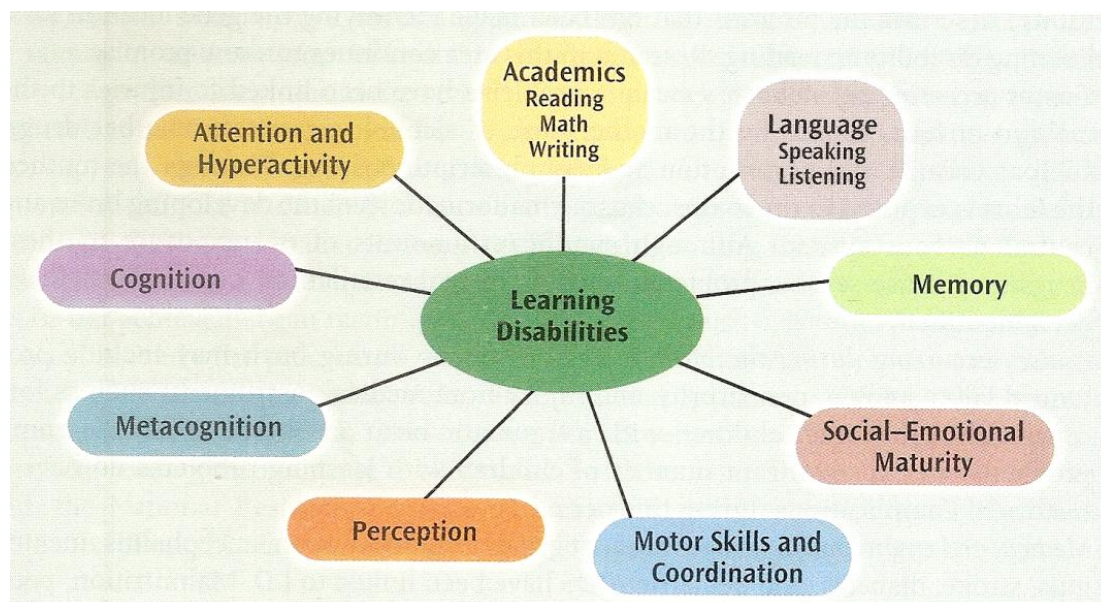 Academics
Reading
Math
Writing
Language
Speaking
Listening
Attention and
Hyperactivity
Cognition
Learning
Disabilities
Memory
Metacognition
Social–Emotional
Maturity
Perception
Motor Skills and
Coordination